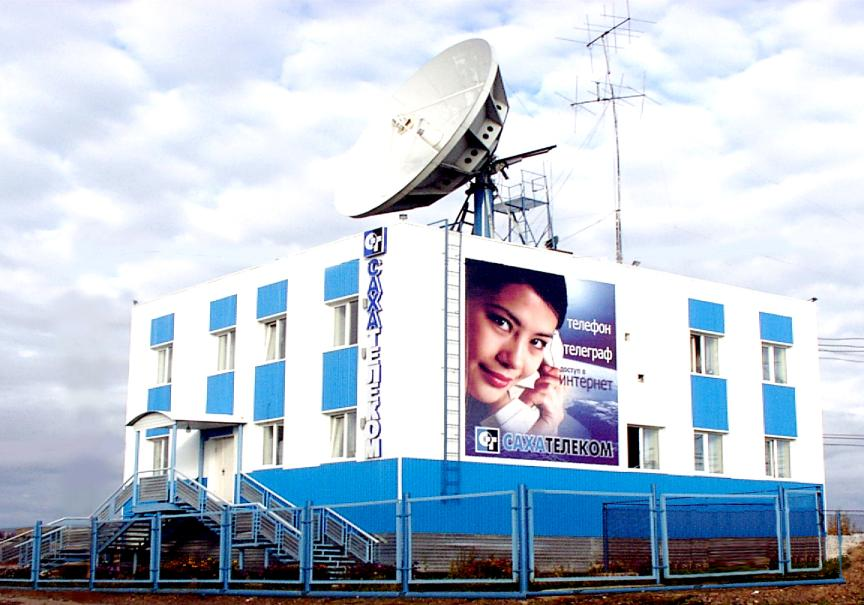 САХАТЕЛЕКОМ
телефон
телеграф
доступ в
интернет
САХАТЕЛЕКОМ